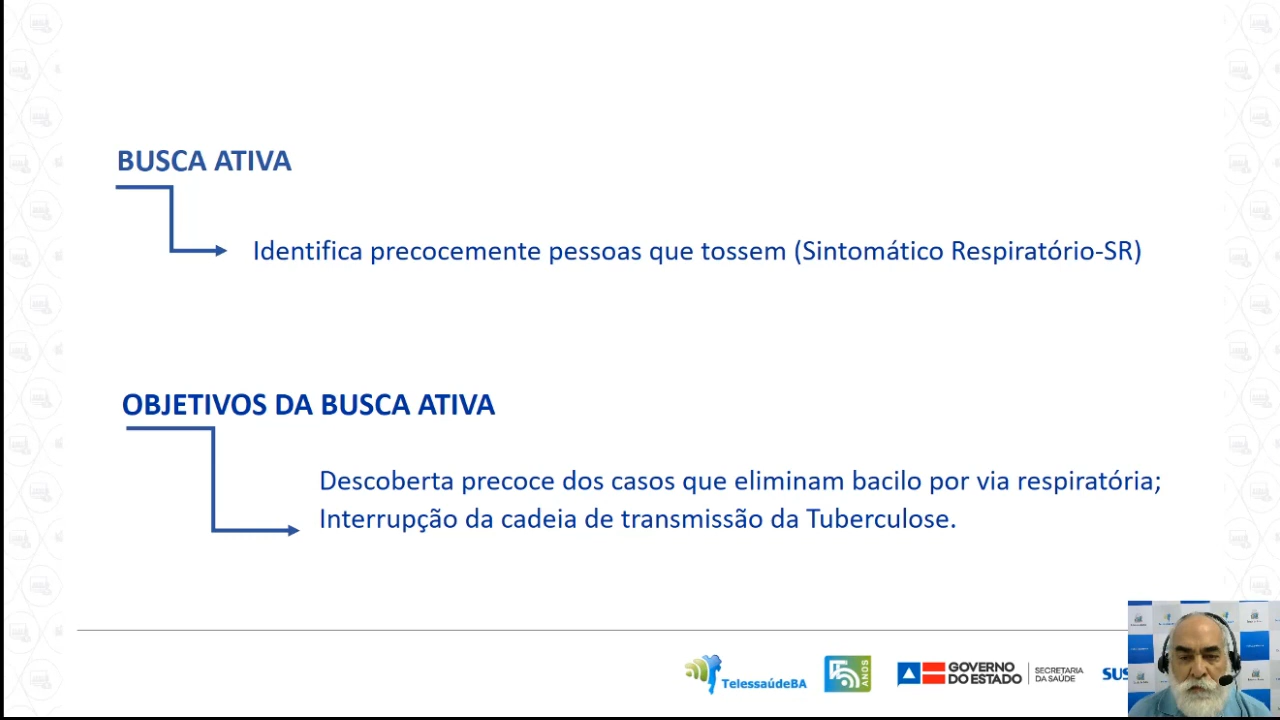 BUSCA ATIVA
Identifica precocemente pessoas que tossem (Sintomático Respiratório-SR)
OBJETIVOS DA BUSCA ATIVA
Descoberta precoce dos casos que eliminam bacilo por via respiratória;
Interrupção da cadeia de transmissão da Tuberculose.
TelessaúdeBA
15 ANOS
GOVERNO
DO ESTADO
SECRETARIA
DA SAÚDE
SUS